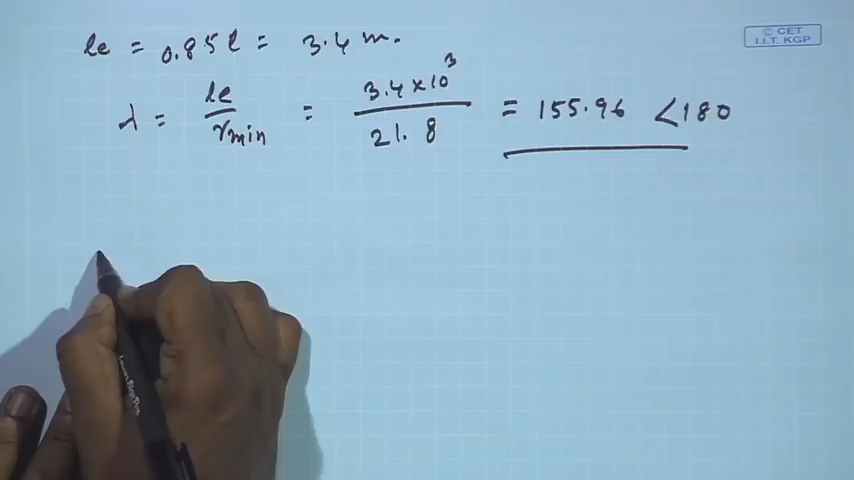 le = 0.85l = 3.4 m.
© CET
I.I.T. KGP
λ = le/rmin = 3.4×10³/21.8 = 155.96 <180